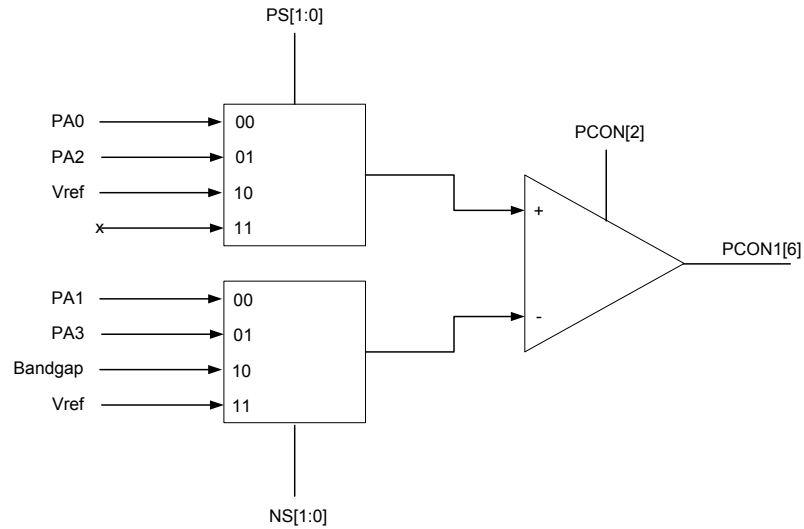 PS[1:0]
PA0
00
PA2
01
Vref
10
x
11
PCON[2]
+
-
PCON1[6]
PA1
00
PA3
01
Bandgap
10
Vref
11
NS[1:0]